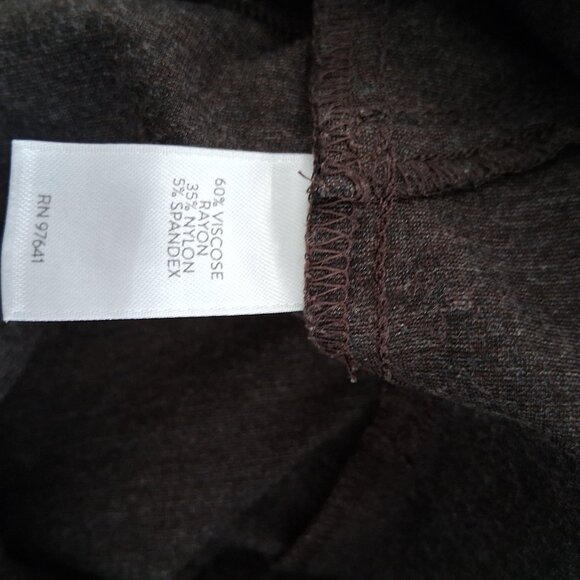 60% VISCOSE
RAYON
35% NYLON
5% SPANDEX
RN 97641